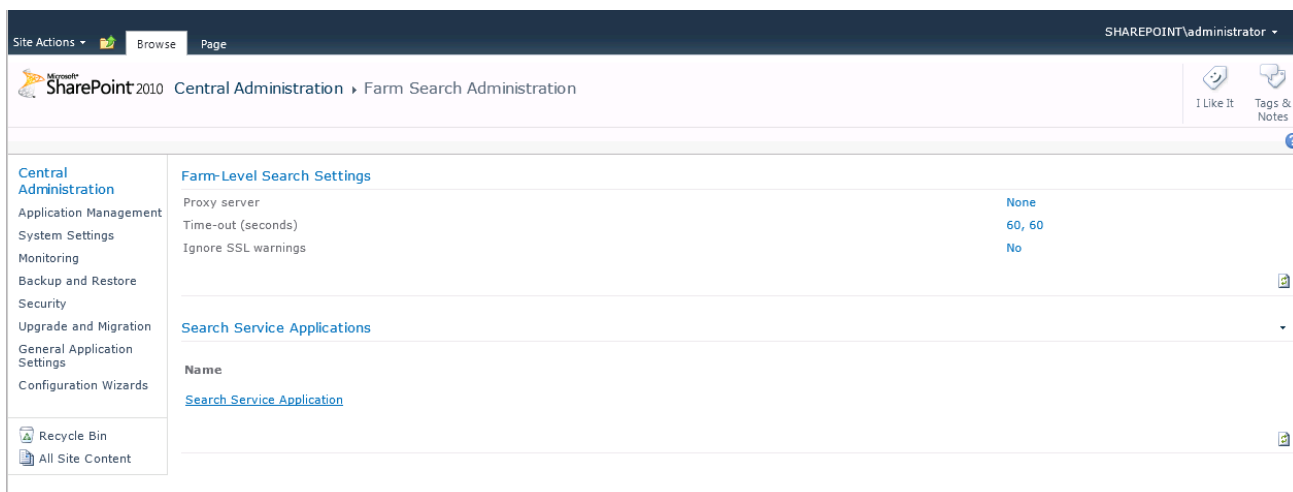 SHAREPOINT\administrator
Site Actions
Browse
Page
Microsoft
SharePoint 2010
Central Administration
Farm Search Administration
I Like It
Tags &
Notes
Central
Administration
Application Management
System Settings
Monitoring
Backup and Restore
Security
Upgrade and Migration
General Application
Settings
Configuration Wizards
Recycle Bin
All Site Content
Farm-Level Search Settings
Proxy server None
Time-out (seconds) 60, 60
Ignore SSL warnings No
Search Service Applications
Name
Search Service Application